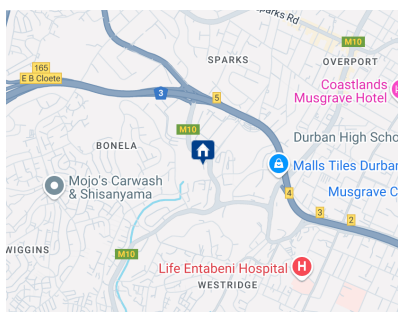 Sparks Rd
M10
SPARKS
OVERPORT
165
E B Cloete
Coastlands
Musgrave Hotel
3
5
M10
Durban High Scho
BONELA
Malls Tiles Durban
Mojo's Carwash
& Shisanyama
4
Musgrave C
3
2
WIGGINS
M10
Life Entabeni Hospital
H
WESTRIDGE